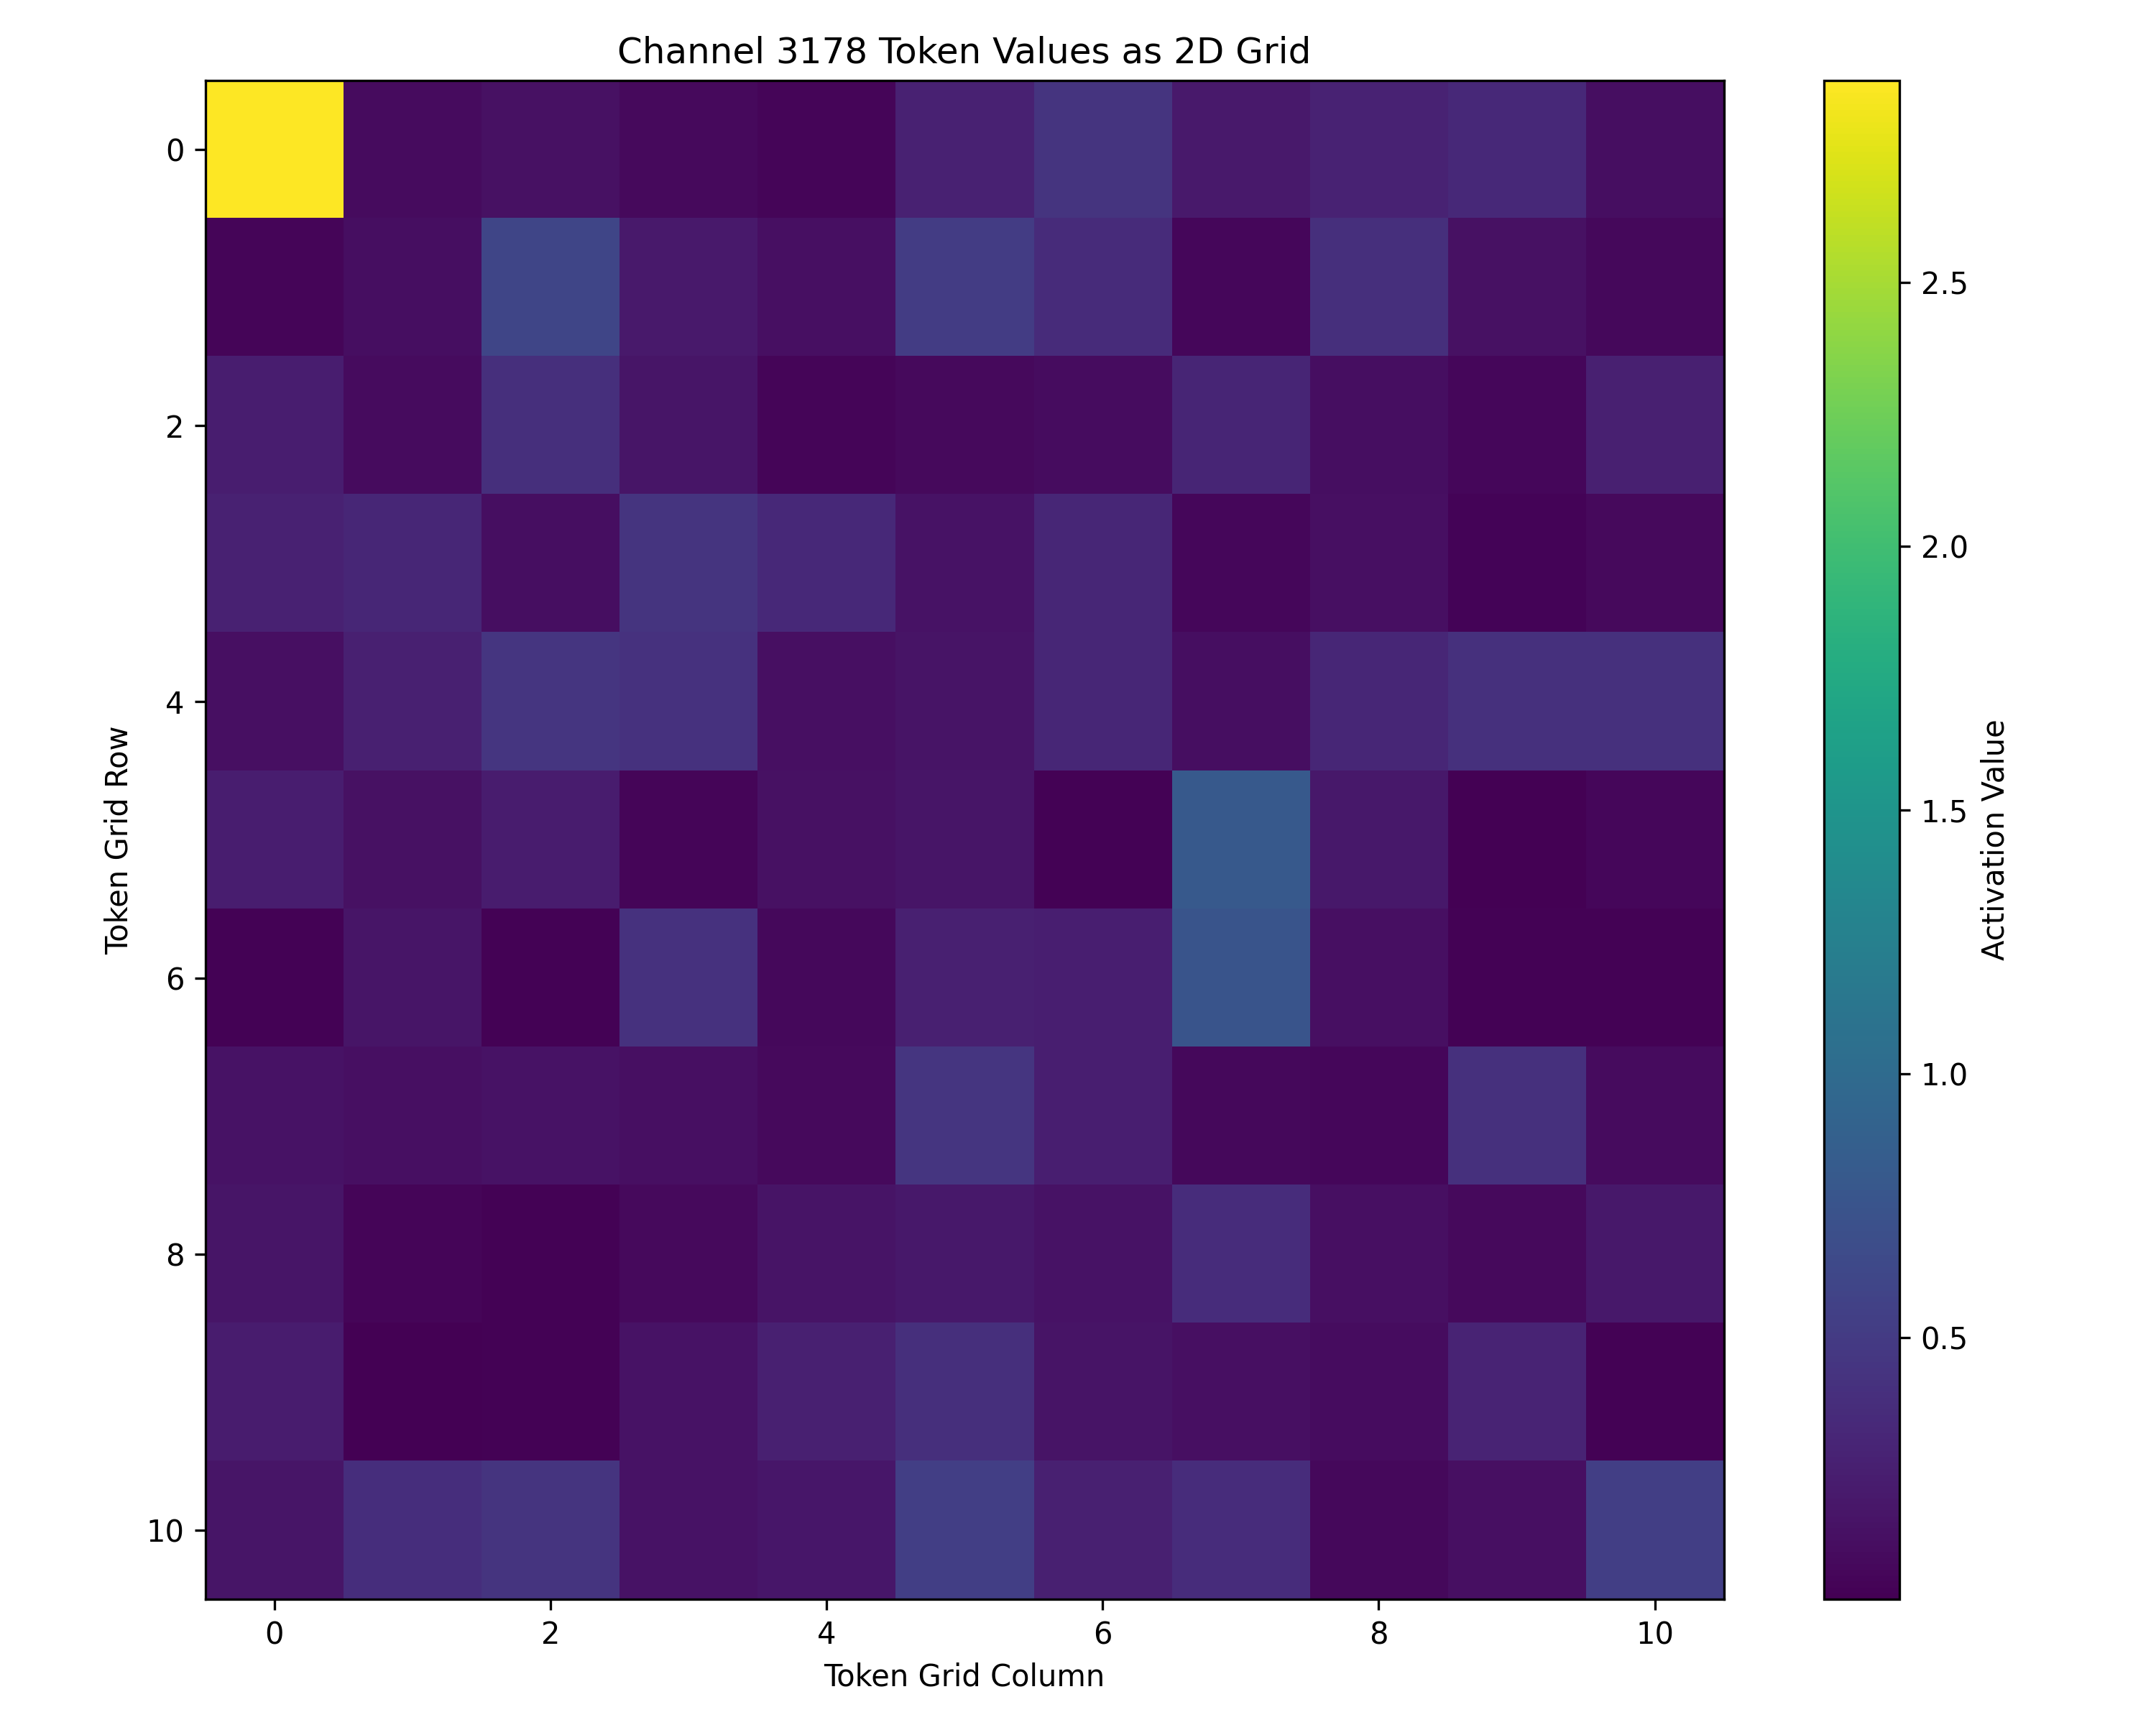 Channel 3178 Token Values as 2D Grid
0
2
4
6
8
10
Token Grid Row
0 2 4 6 8 10
Token Grid Column
2.5
2.0
1.5
1.0
0.5
Activation Value